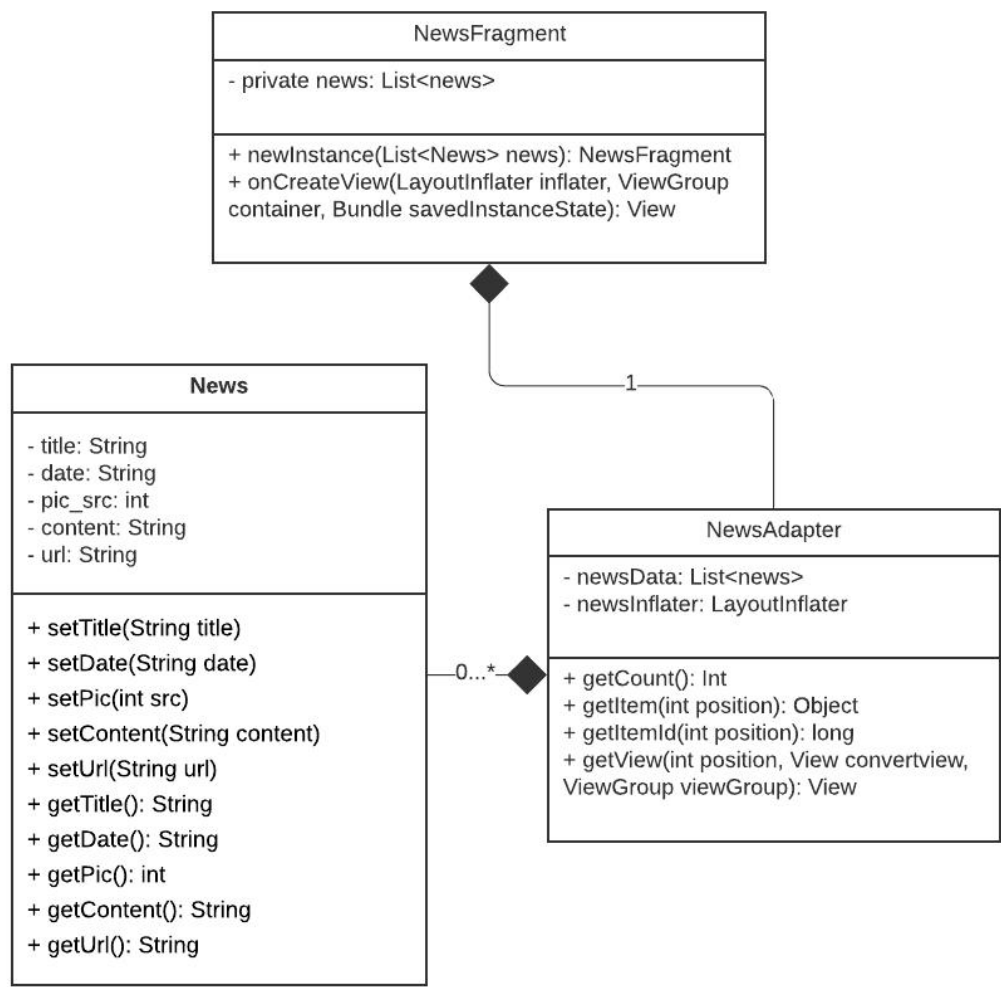 NewsFragment
- private news: List<news>
+ newInstance(List<News> news): NewsFragment
+ onCreateView(LayoutInflater inflater, ViewGroup
container, Bundle savedInstanceState): View
1
News
- title: String
- date: String
- pic_src: int
- content: String
- url: String
+ setTitle(String title)
+ setDate(String date)
+ setPic(int src)
+ setContent(String content)
+ setUrl(String url)
+ getTitle(): String
+ getDate(): String
+ getPic(): int
+ getContent(): String
+ getUrl(): String
0...*
NewsAdapter
- newsData: List<news>
- newsInflater: LayoutInflater
+ getCount(): Int
+ getItem(int position): Object
+ getItemId(int position): long
+ getView(int position, View convertview,
ViewGroup viewGroup): View